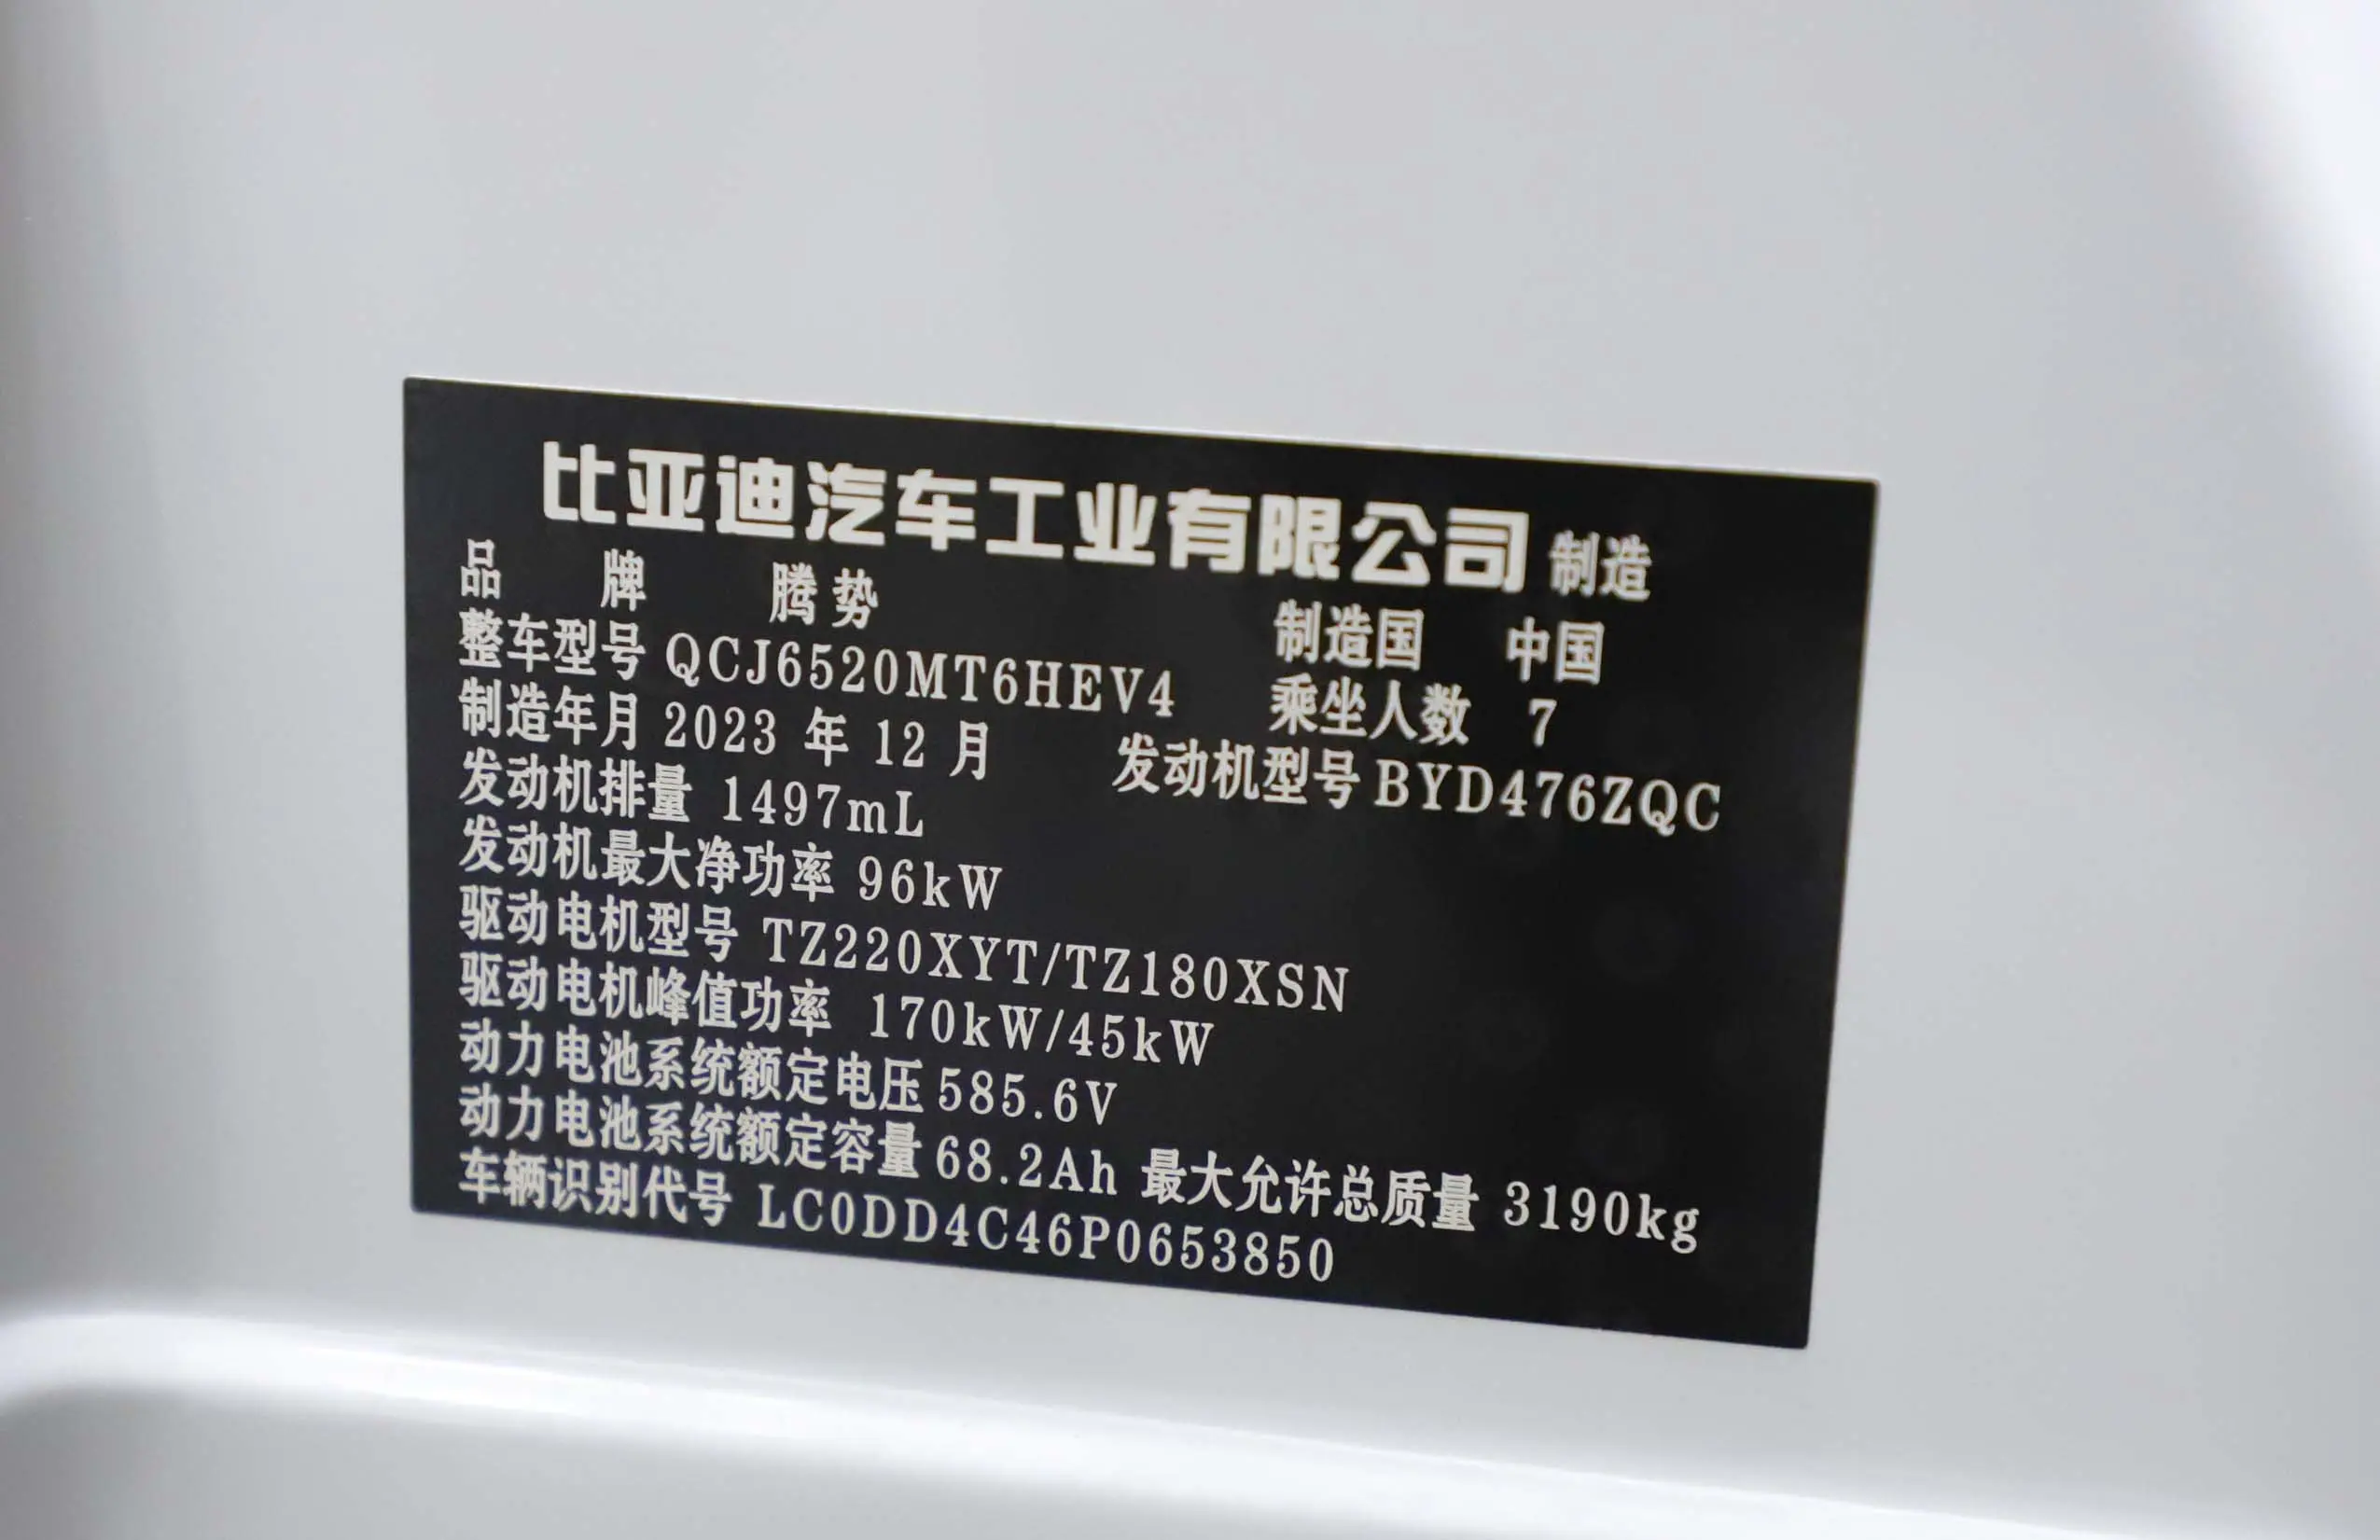 比亚迪汽车工业有限公司 制造
品 牌 腾势 制造国 中国
整车型号 QCJ6520MT6HEV4 乘坐人数 7
制造年月 2023 年 12 月 发动机型号 BYD476ZQC
发动机排量 1497mL
发动机最大净功率 96kW
驱动电机型号 TZ220XYT/TZ180XSN
驱动电机峰值功率 170kW/45kW
动力电池系统额定电压 585.6V
动力电池系统额定容量 68.2Ah 最大允许总质量 3190kg
车辆识别代号 LC0DD4C46P0653850